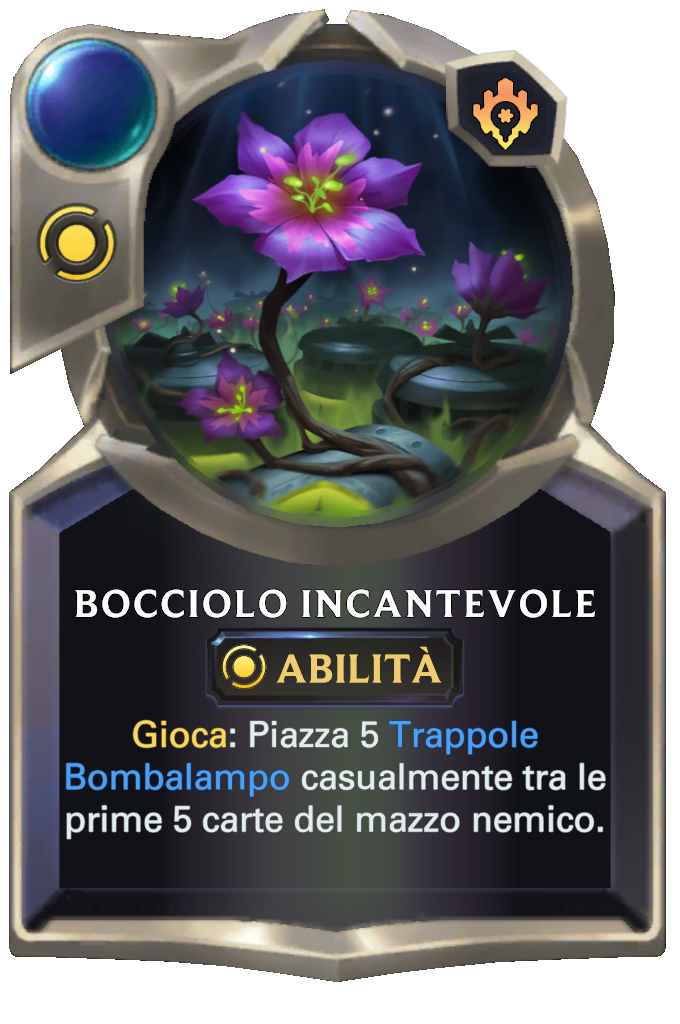 BOCCIOLO INCANTEVOLE
ABILITÀ
Gioca: Piazza 5 Trappole
Bombalampo casualmente tra le
prime 5 carte del mazzo nemico.